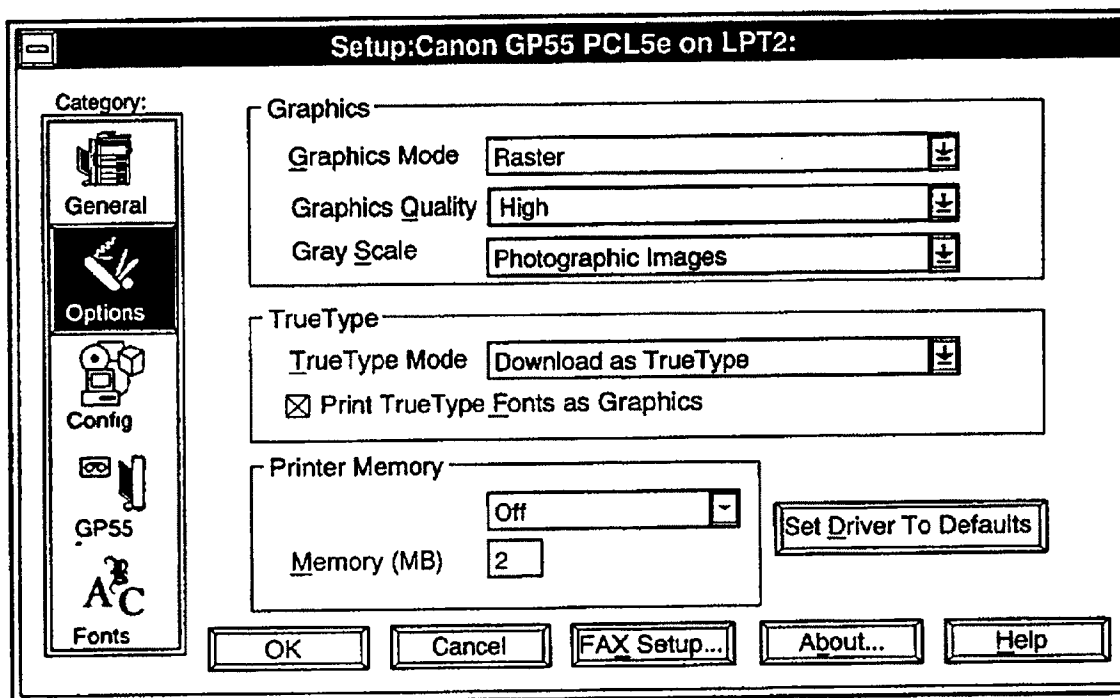 Setup:Canon GP55 PCL5e on LPT2:
Category:
General
Options
Config
GP55
ABC
Fonts
Graphics
Graphics Mode Raster
Graphics Quality High
Gray Scale Photographic Images
TrueType
TrueType Mode Download as TrueType
Print TrueType Fonts as Graphics
Printer Memory
Off
Memory (MB) 2
Set Driver To Defaults
OK Cancel FAX Setup... About... Help